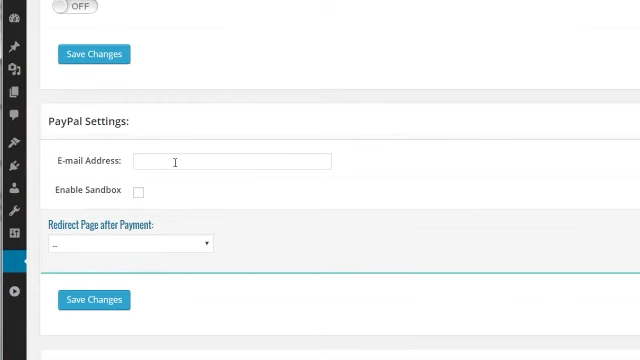 OFF
Save Changes
PayPal Settings:
E-mail Address:
Enable Sandbox
Redirect Page after Payment:
...
Save Changes